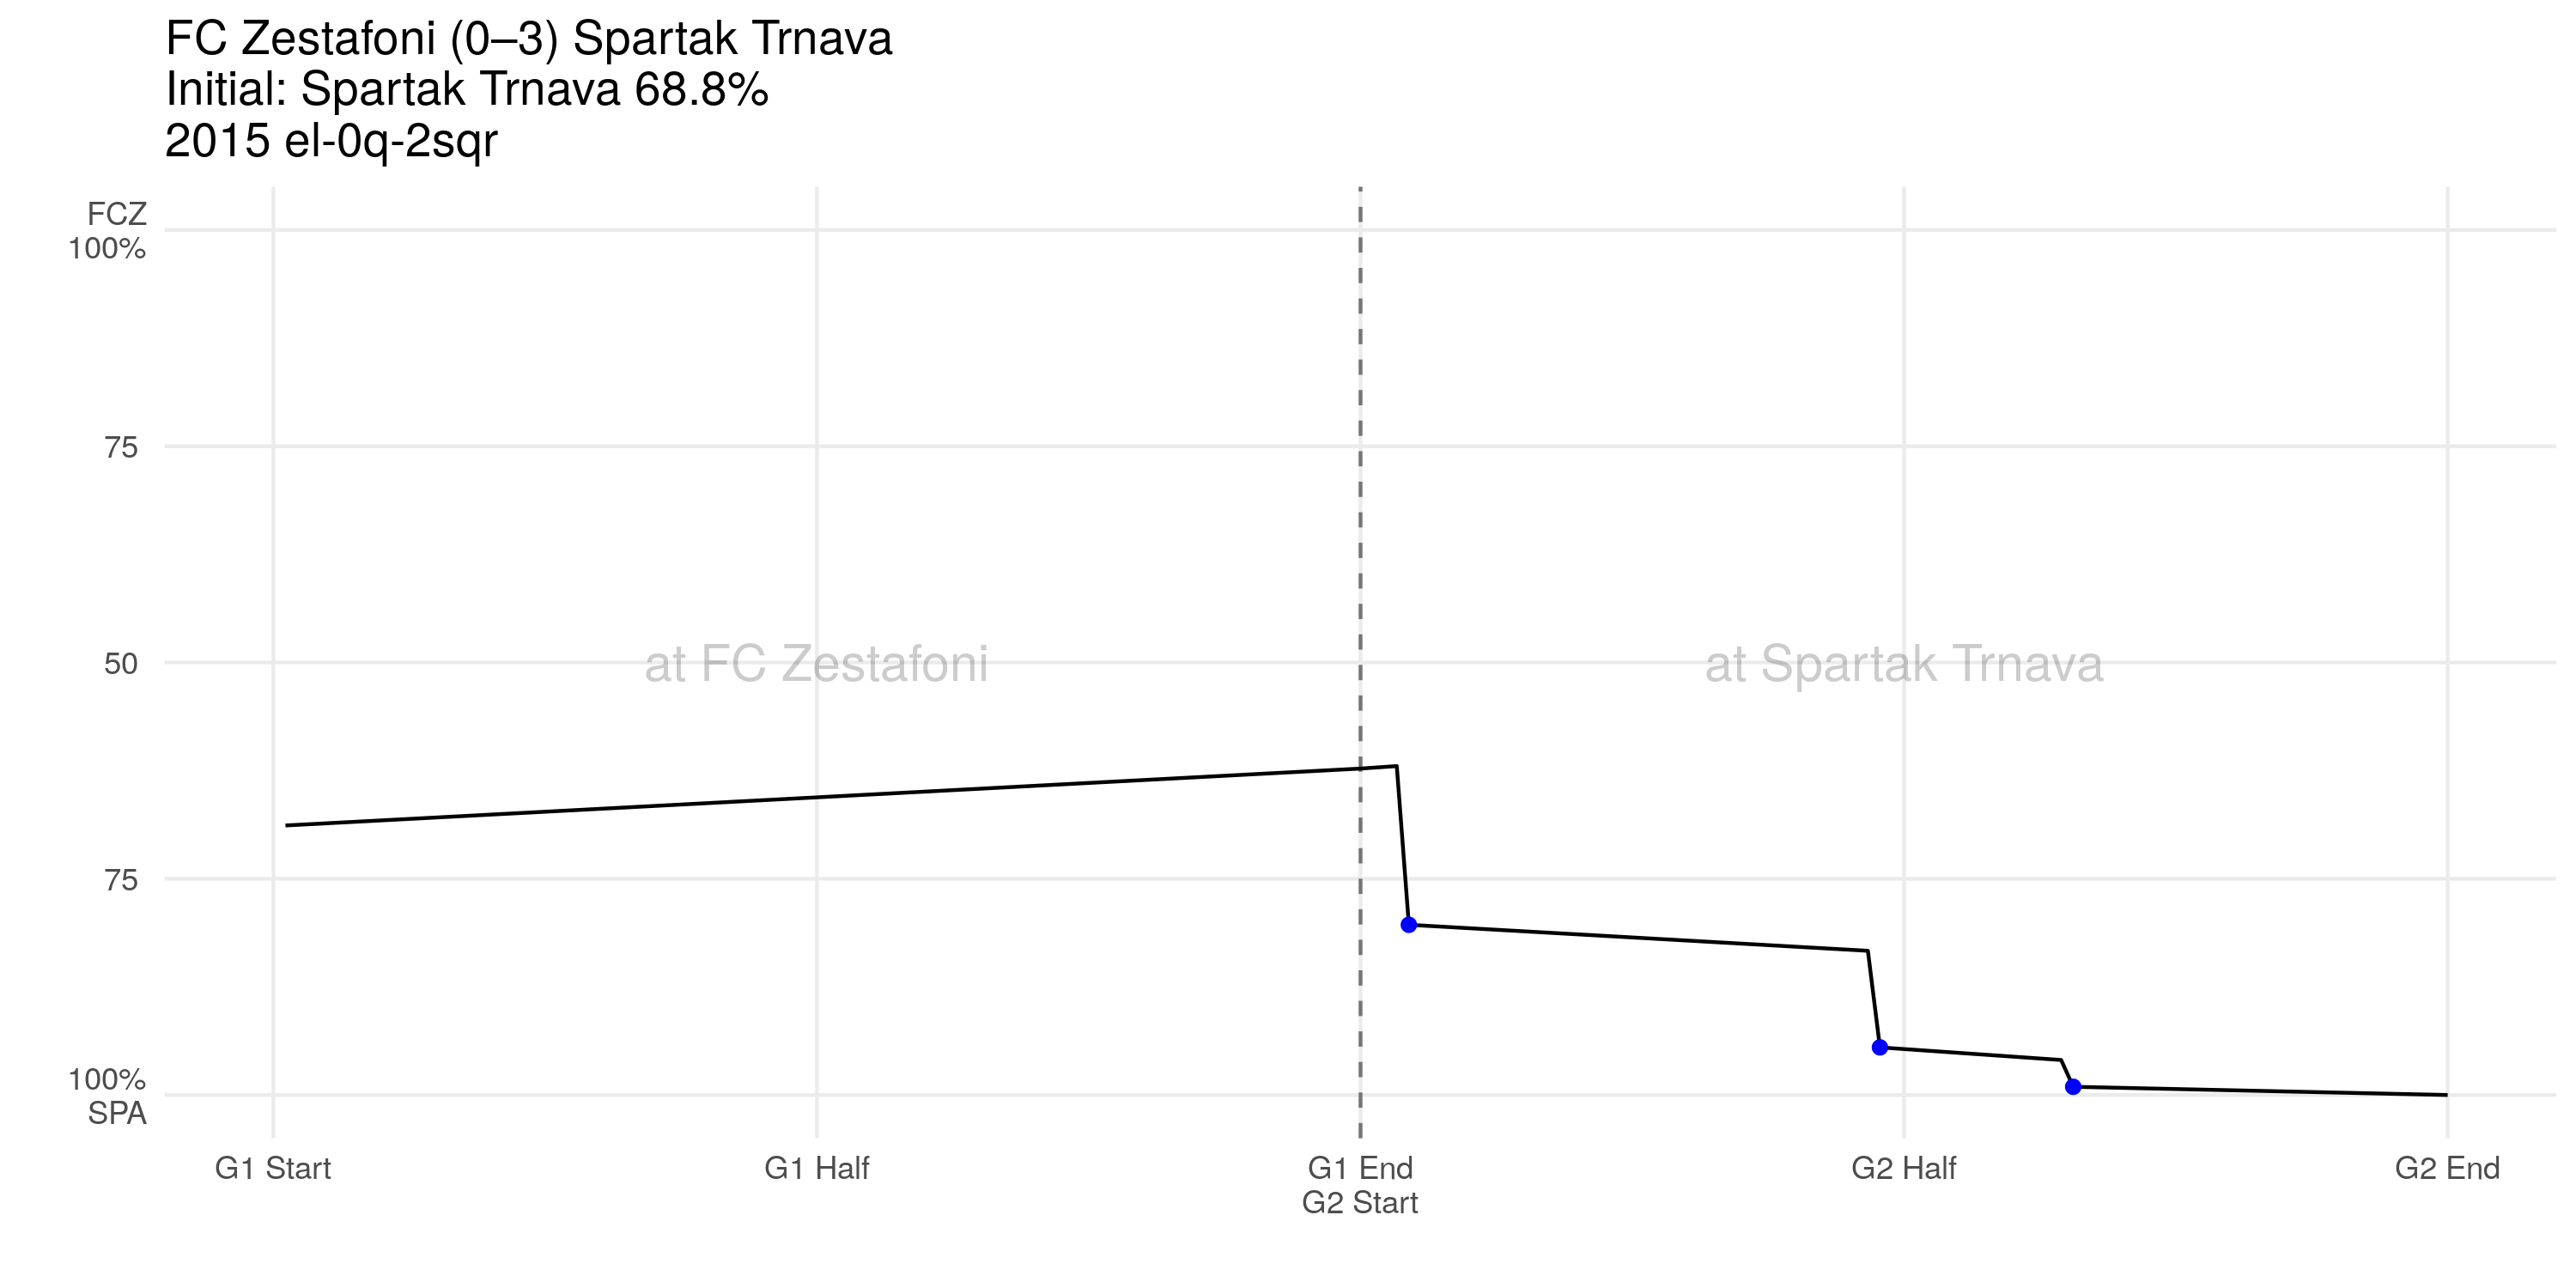 FC Zestafoni (0–3) Spartak Trnava
Initial: Spartak Trnava 68.8%
2015 el-0q-2sqr
FCZ
100%
75
50
75
100%
SPA
at FC Zestafoni
at Spartak Trnava
G1 Start
G1 Half
G1 End
G2 Start
G2 Half
G2 End